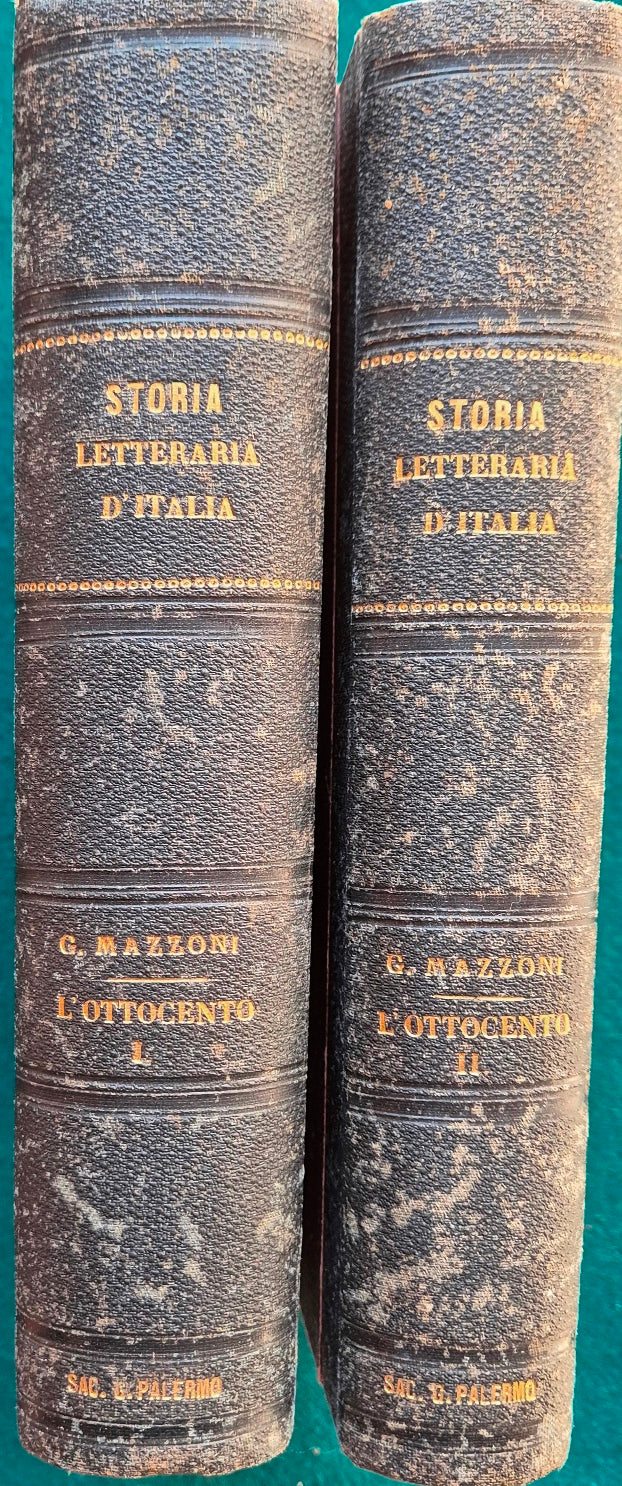 STORIA
LETTERARIA
D'ITALIA
G. MAZZONI
L'OTTOCENTO
I.
SAC. G. PALERMO
STORIA
LETTERARIA
D'ITALIA
G. MAZZONI
L'OTTOCENTO
II
SAC. G. PALERMO